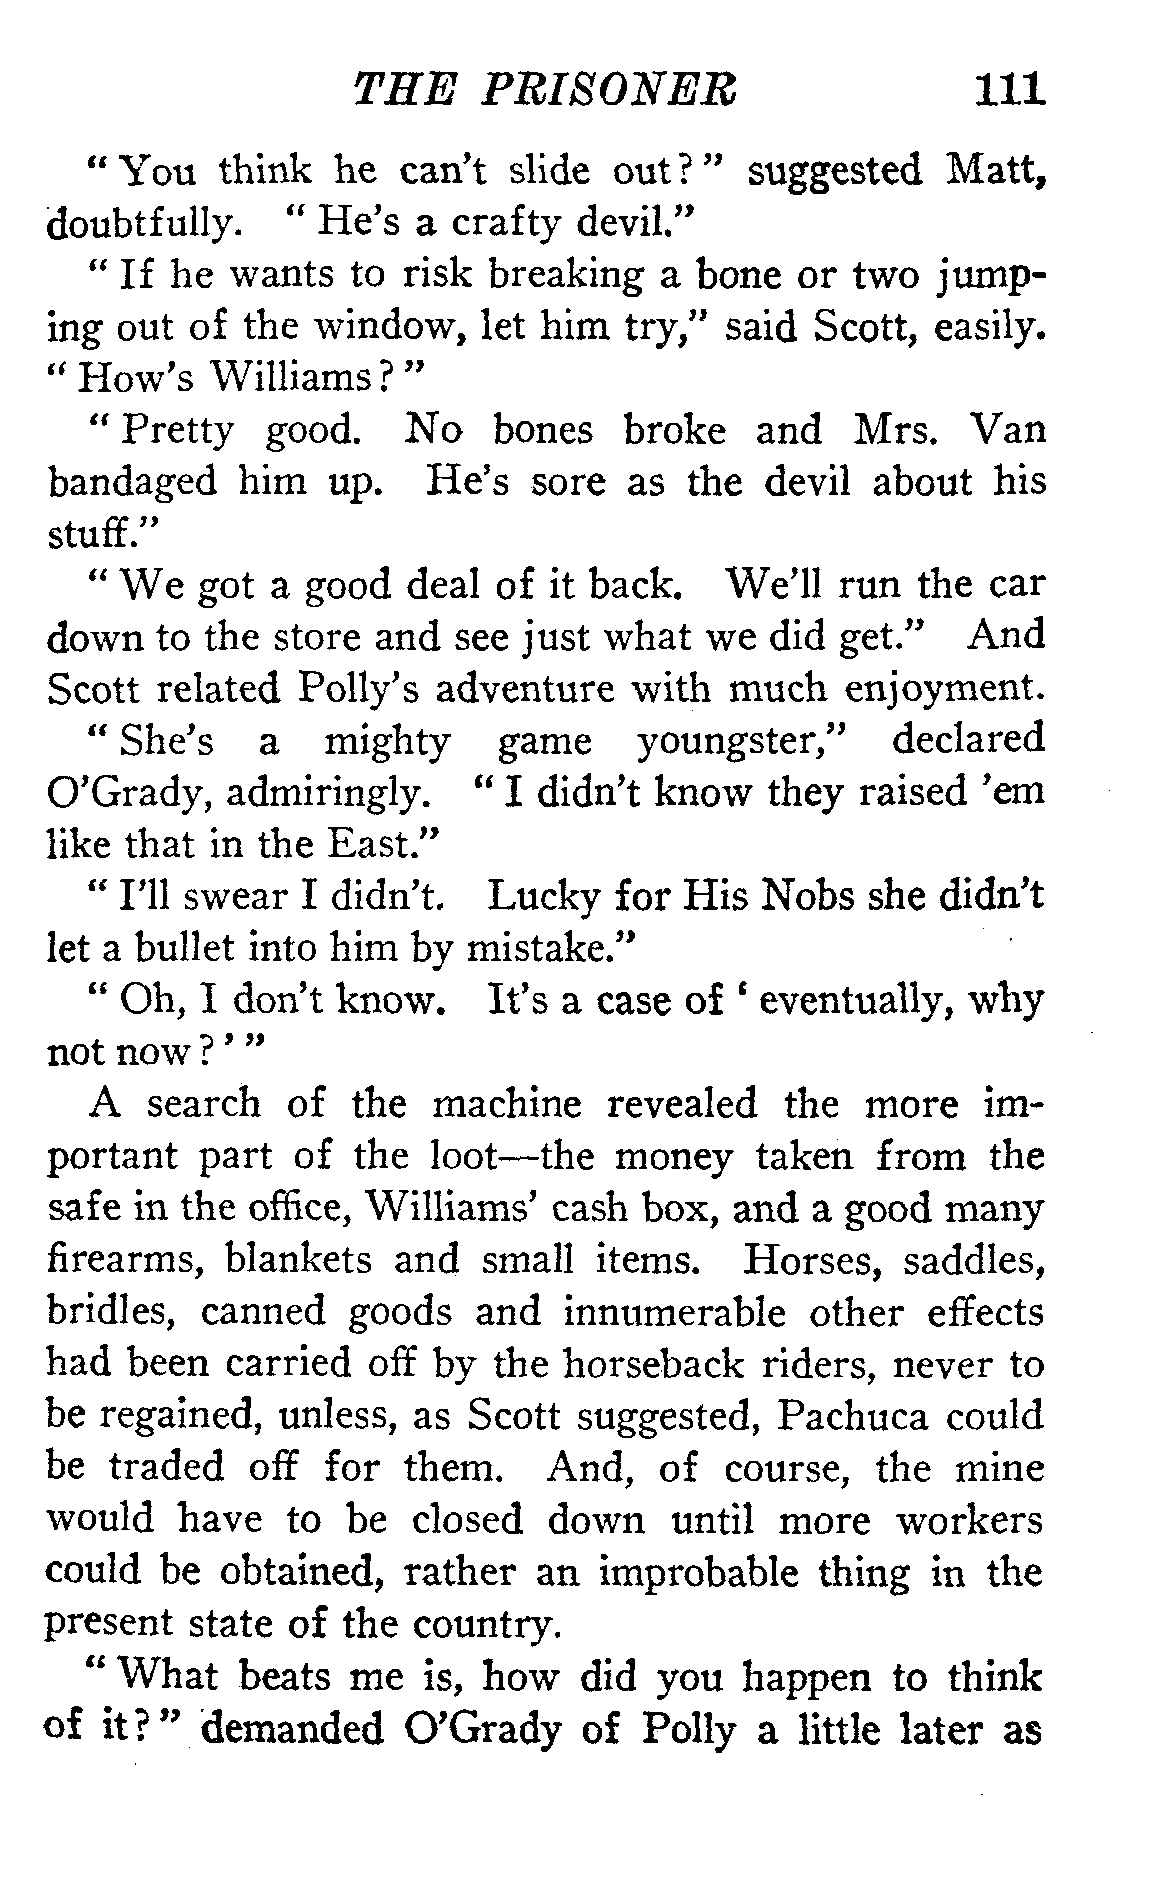 THE PRISONER 111
" You think he can't slide out? " suggested Matt,
doubtfully. " He's a crafty devil."
" If he wants to risk breaking a bone or two jump-
ing out of the window, let him try," said Scott, easily.
" How's Williams? "
" Pretty good. No bones broke and Mrs. Van
bandaged him up. He's sore as the devil about his
stuff."
" We got a good deal of it back. We'll run the car
down to the store and see just what we did get." And
Scott related Polly's adventure with much enjoyment.
" She's a mighty game youngster," declared
O'Grady, admiringly. " I didn't know they raised 'em
like that in the East."
" I'll swear I didn't. Lucky for His Nobs she didn't
let a bullet into him by mistake."
" Oh, I don't know. It's a case of ' eventually, why
not now? ' "
A search of the machine revealed the more im-
portant part of the loot—the money taken from the
safe in the office, Williams' cash box, and a good many
firearms, blankets and small items. Horses, saddles,
bridles, canned goods and innumerable other effects
had been carried off by the horseback riders, never to
be regained, unless, as Scott suggested, Pachuca could
be traded off for them. And, of course, the mine
would have to be closed down until more workers
could be obtained, rather an improbable thing in the
present state of the country.
" What beats me is, how did you happen to think
of it? " demanded O'Grady of Polly a little later as